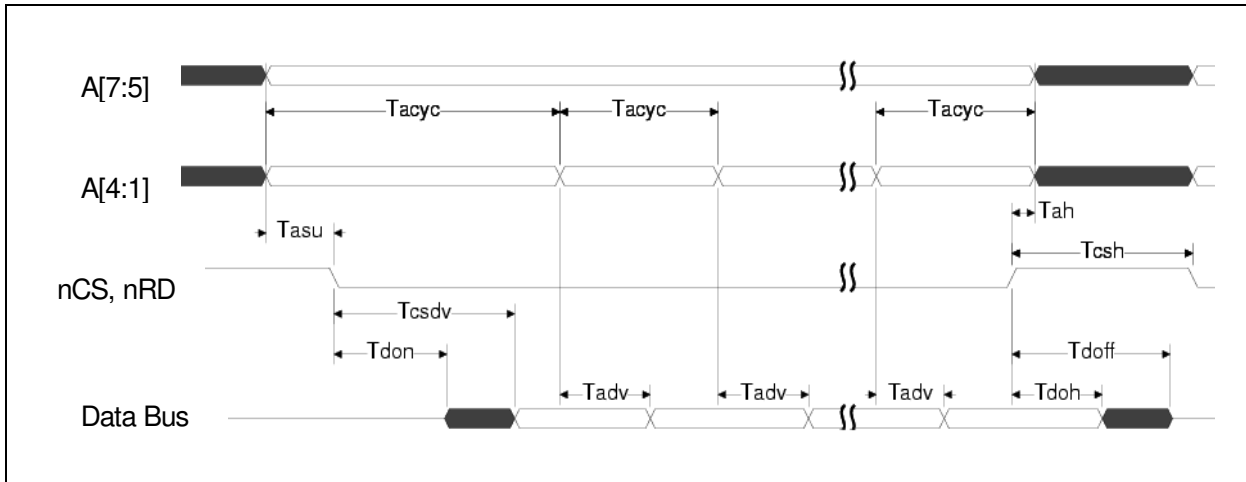 A[7:5]
Tacyc Tacyc Tacyc
A[4:1]
Tah
Tasu
Tcsh
nCS, nRD
Tcsdv
Tdon Tdoff
Tadv Tadv Tadv Tdoh
Data Bus